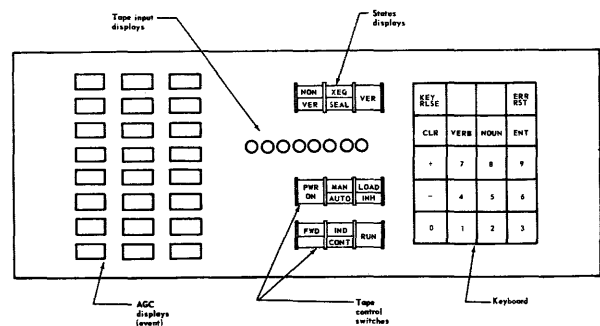 Tape input
displays
Status
displays
NON XEQ
VER SEAL VER
PWR MAN LOAD
ON AUTO INH
FWD IND RUN
CONT
KEY
RLSE
ERR
RST
CLR VERB NOUN ENT
+ 7 8 9
- 4 5 6
0 1 2 3
AGC
displays
(event)
Tape
control
switches
Keyboard